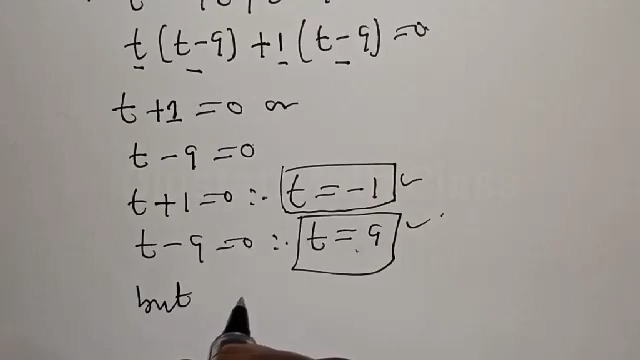 t(t-9)+1(t-9)=0
t+1=0 or
t-9=0
t+1=0 ∴ t=-1 ✓
t-9=0 ∴ t=9 ✓
but